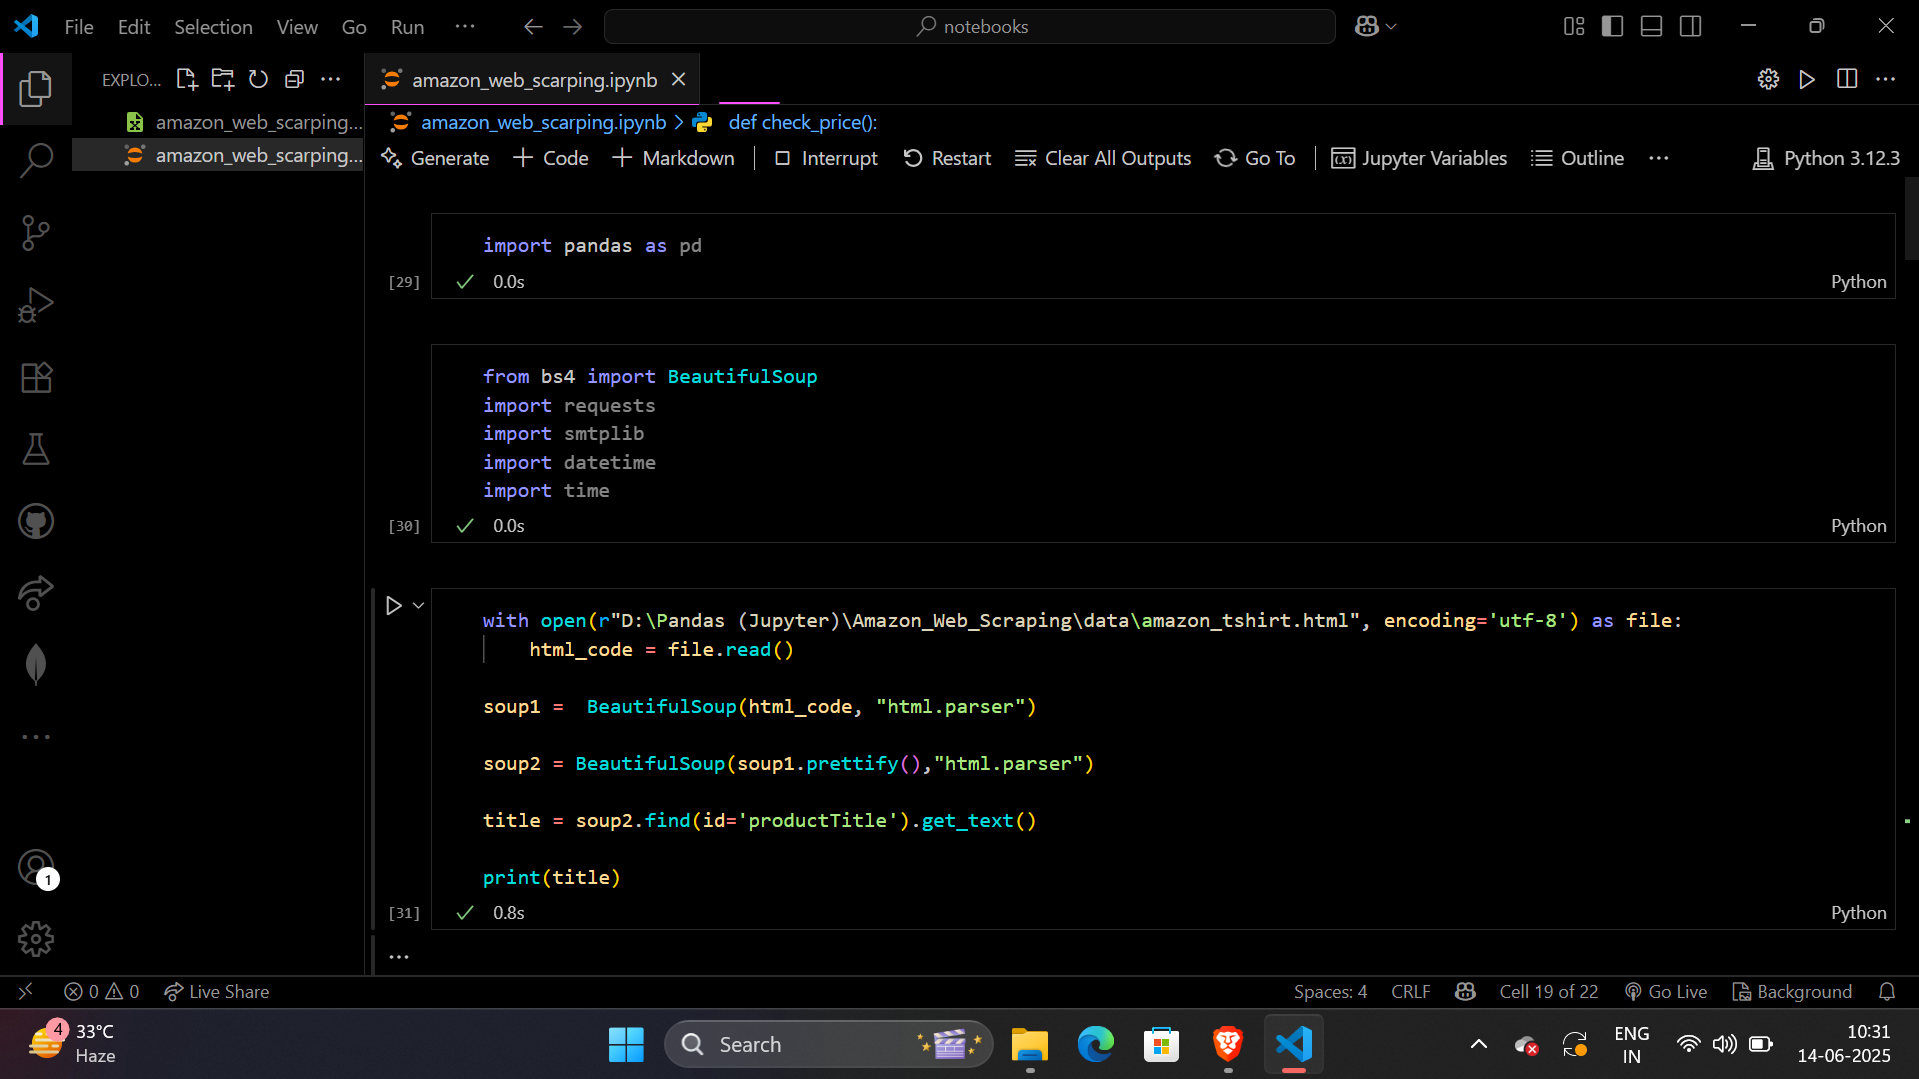 File Edit Selection View Go Run ··· notebooks
EXPLO... ··· amazon_web_scarping.ipynb ···
amazon_web_scarping...
amazon_web_scarping...
amazon_web_scarping.ipynb > def check_price():
Generate + Code + Markdown | Interrupt Restart Clear All Outputs Go To | Jupyter Variables Outline ··· Python 3.12.3
import pandas as pd
[29] ✓ 0.0s Python
from bs4 import BeautifulSoup
import requests
import smtplib
import datetime
import time
[30] ✓ 0.0s Python
with open(r"D:\Pandas (Jupyter)\Amazon_Web_Scraping\data\amazon_tshirt.html", encoding='utf-8') as file:
    html_code = file.read()
soup1 =  BeautifulSoup(html_code, "html.parser")
soup2 = BeautifulSoup(soup1.prettify(),"html.parser")
title = soup2.find(id='productTitle').get_text()
print(title)
[31] ✓ 0.8s Python
···
1
0 0 Live Share Spaces: 4 CRLF Cell 19 of 22 Go Live Background
4
33°C
Haze
Search
ENG
IN
10:31
14-06-2025